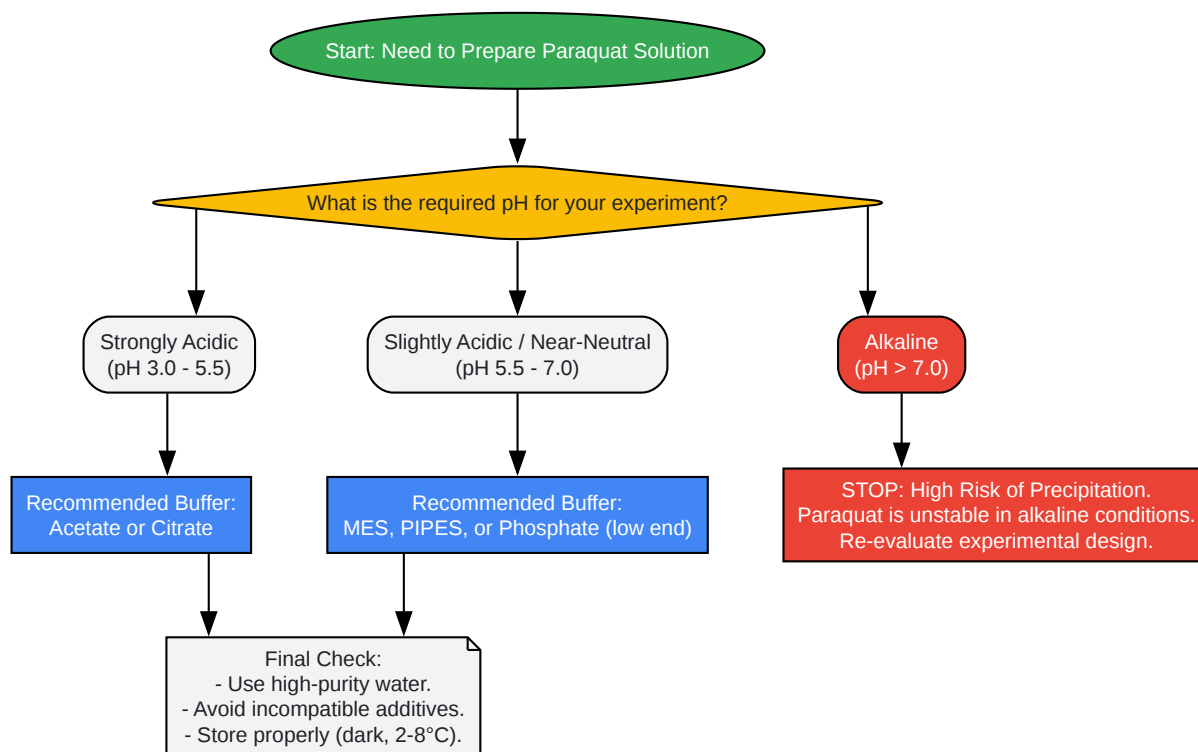 Start: Need to Prepare Paraquat Solution
What is the required pH for your experiment?
Strongly Acidic
(pH 3.0 - 5.5)
Slightly Acidic / Near-Neutral
(pH 5.5 - 7.0)
Alkaline
(pH > 7.0)
Recommended Buffer:
Acetate or Citrate
Recommended Buffer:
MES, PIPES, or Phosphate (low end)
STOP: High Risk of Precipitation.
Paraquat is unstable in alkaline conditions.
Re-evaluate experimental design.
Final Check:
- Use high-purity water.
- Avoid incompatible additives.
- Store properly (dark, 2-8°C).